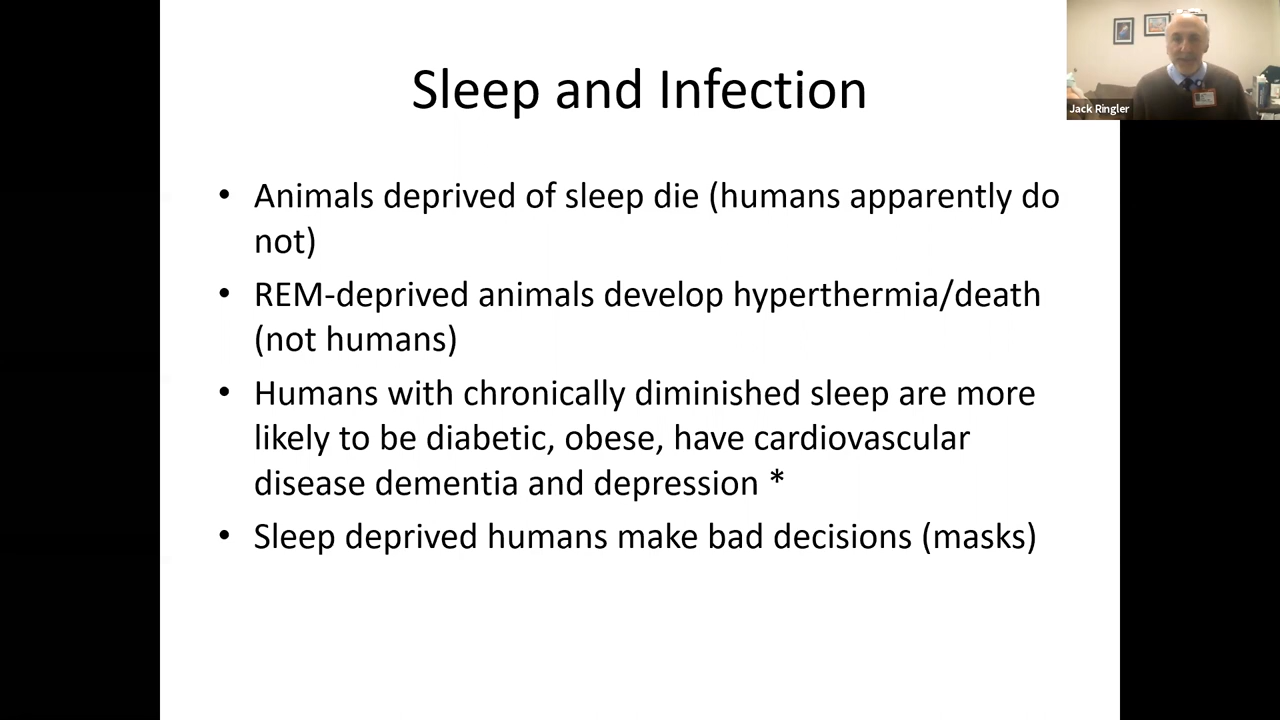 Sleep and Infection
Jack Ringler
• Animals deprived of sleep die (humans apparently do
not)
• REM-deprived animals develop hyperthermia/death
(not humans)
• Humans with chronically diminished sleep are more
likely to be diabetic, obese, have cardiovascular
disease dementia and depression *
• Sleep deprived humans make bad decisions (masks)